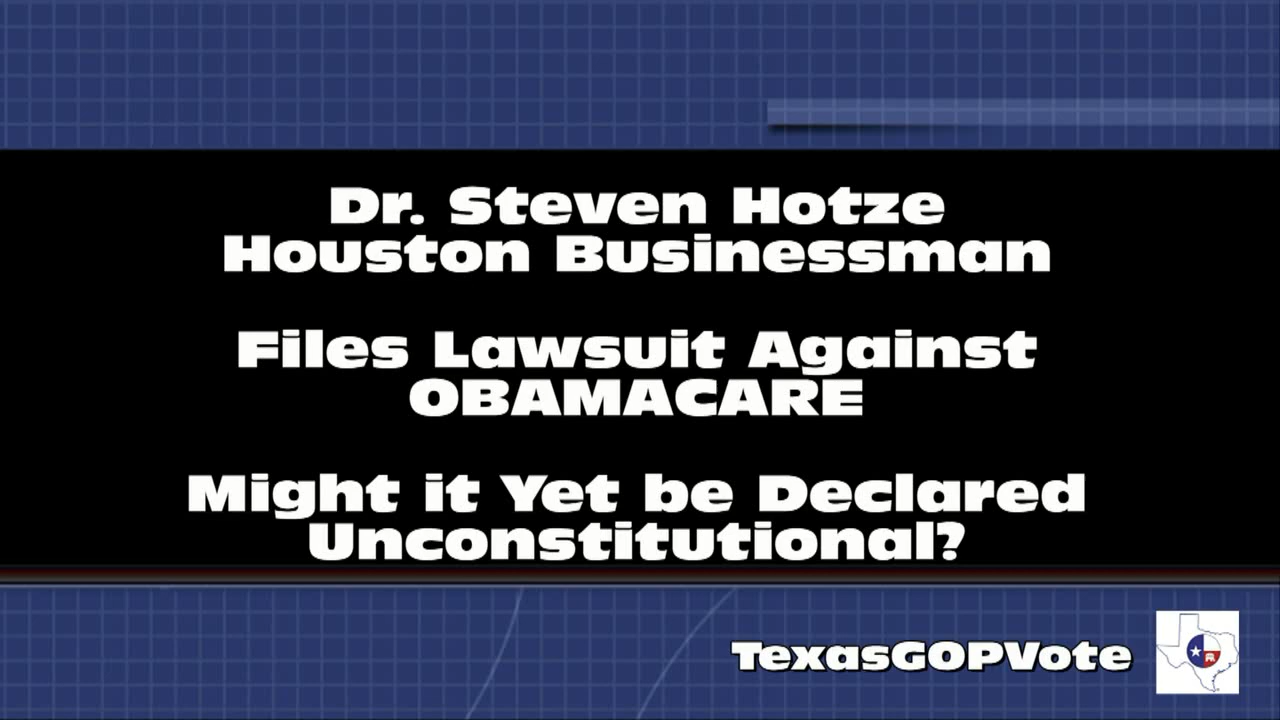 Dr. Steven Hotze
Houston Businessman
Files Lawsuit Against
OBAMACARE
Might it Yet be Declared
Unconstitutional?
TexasGOPVote